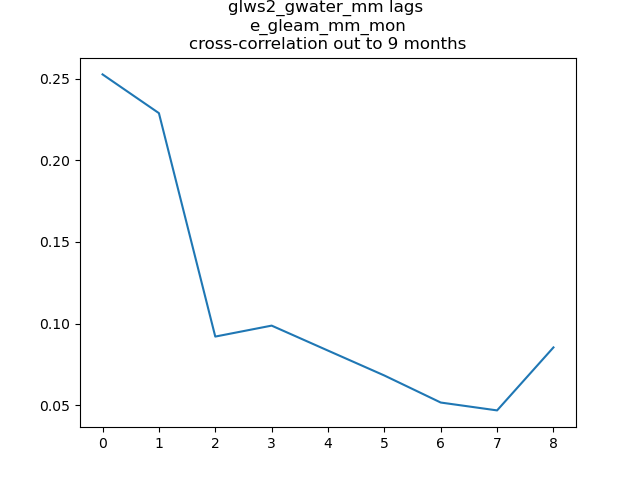 glws2_gwater_mm lags
e_gleam_mm_mon
cross-correlation out to 9 months
0.25
0.20
0.15
0.10
0.05
0 1 2 3 4 5 6 7 8